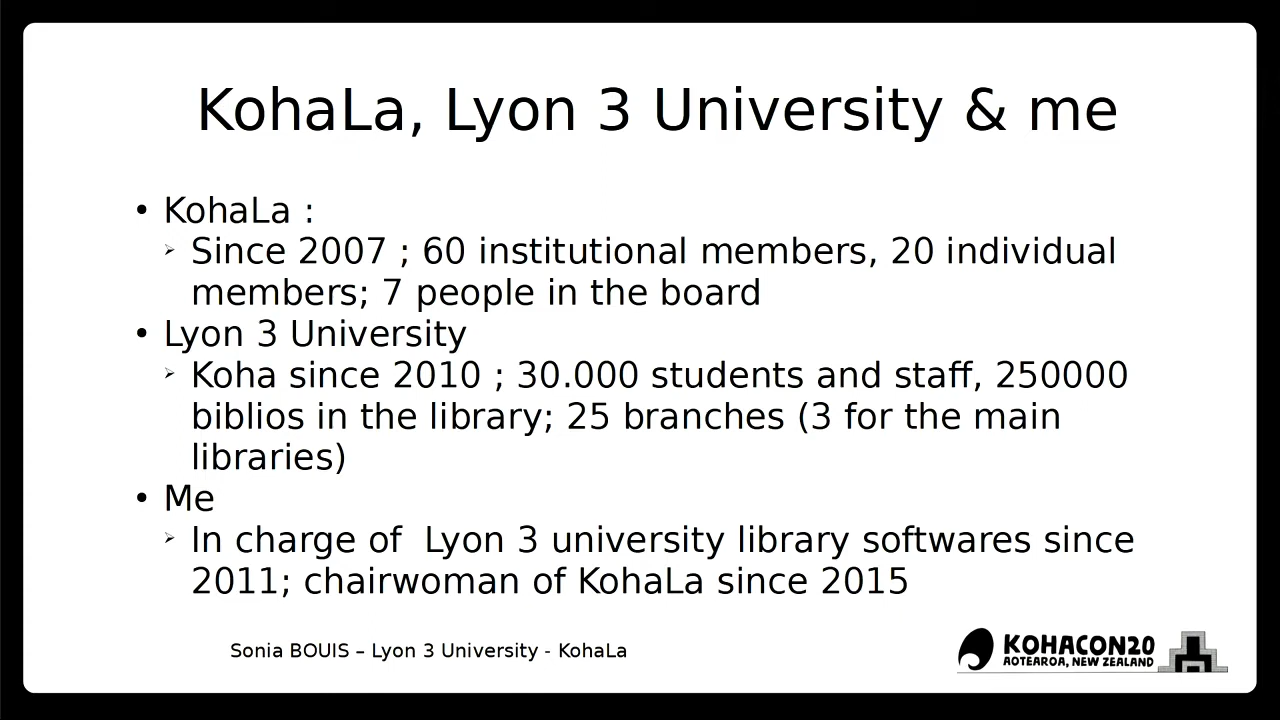 KohaLa, Lyon 3 University & me
• KohaLa :
➢ Since 2007 ; 60 institutional members, 20 individual
members; 7 people in the board
• Lyon 3 University
➢ Koha since 2010 ; 30.000 students and staff, 250000
biblios in the library; 25 branches (3 for the main
libraries)
• Me
➢ In charge of  Lyon 3 university library softwares since
2011; chairwoman of KohaLa since 2015
Sonia BOUIS – Lyon 3 University - KohaLa
KOHACON20
AOTEAROA, NEW ZEALAND